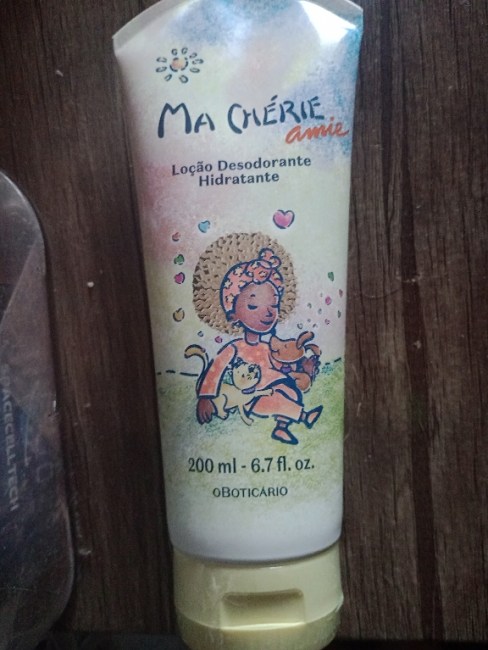 MA CHÉRIE
amie
Loção Desodorante
Hidratante
200 ml - 6.7 fl. oz.
oBOTICÁRIO